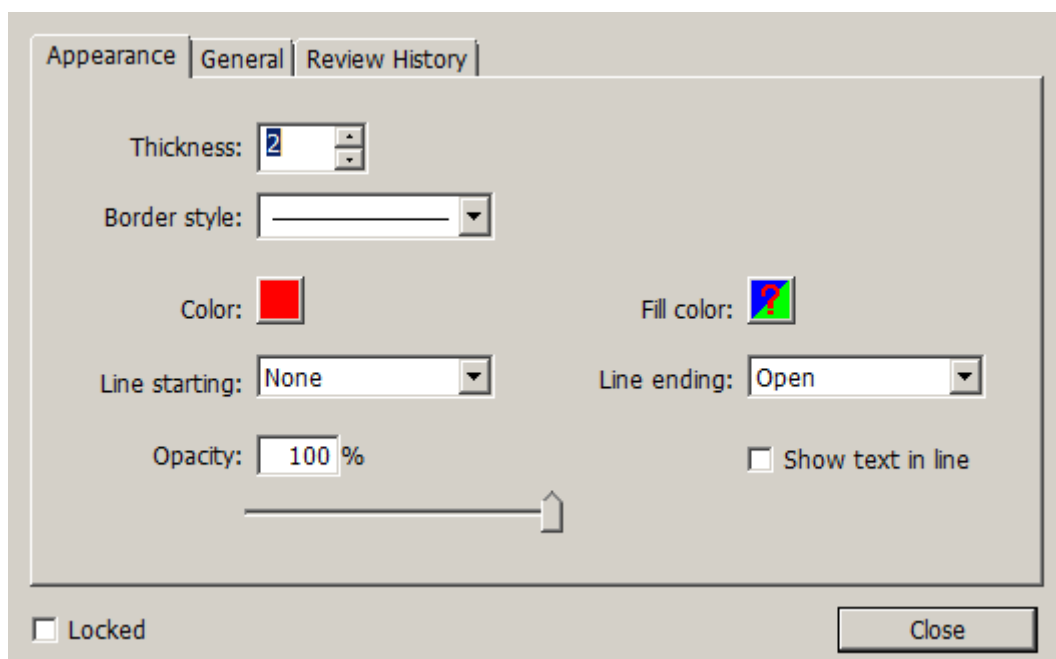 Appearance General Review History
Thickness: 2
Border style:
Color: Fill color: ?
Line starting: None Line ending: Open
Opacity: 100 % Show text in line
Locked Close